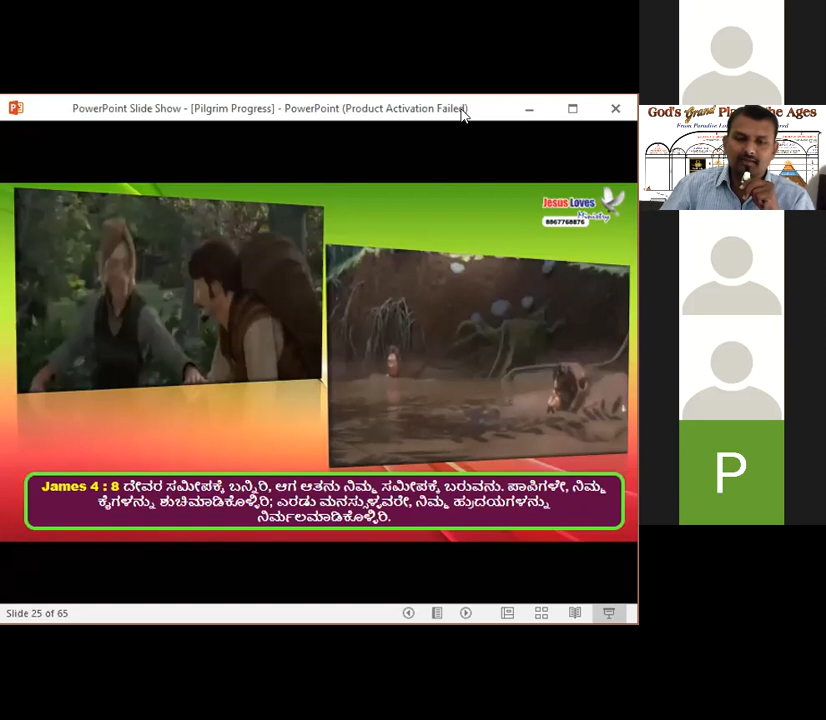 PowerPoint Slide Show - [Pilgrim Progress] - PowerPoint (Product Activation Failed)
God's Grand Plan the Ages
Jesus Loves
Ministry
8867768876
James 4 : 8 ದೇವರ ಸಮೀಪಕ್ಕೆ ಬನ್ನಿರಿ, ಆಗ ಆತನು ನಿಮ್ಮ ಸಮೀಪಕ್ಕೆ ಬರುವನು. ಪಾಪಿಗಳೇ, ನಿಮ್ಮ
ಕೈಗಳನ್ನು ಶುಚಿಮಾಡಿಕೊಳ್ಳಿರಿ; ಎರಡು ಮನಸ್ಸುಳ್ಳವರೇ, ನಿಮ್ಮ ಹೃದಯಗಳನ್ನು
ನಿರ್ಮಲಮಾಡಿಕೊಳ್ಳಿರಿ.
P
Slide 25 of 65